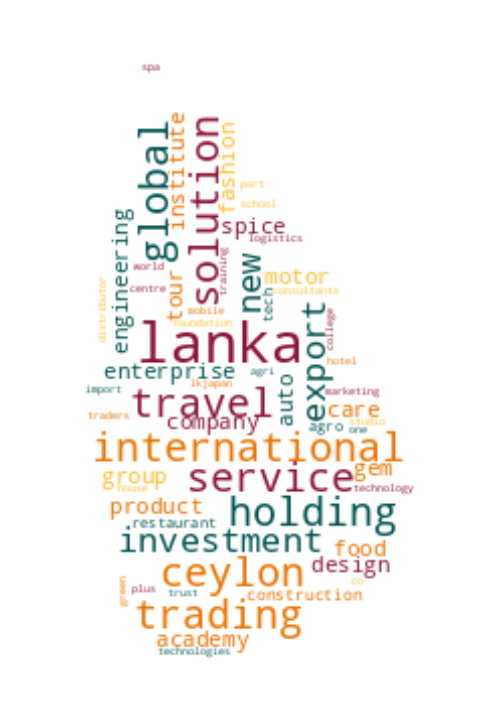 spa
global
institute
solution
fashion
part
school
spice
logistics
engineering
world
centre
tour
training
new
tech
motor
consultants
distributor
mobile
foundation
lanka
export
college
enterprise
agri
hotel
import
lkjapan
travel
auto
marketing
traders
company
care
agro
studio
one
international
group
house
service
gem
technology
product
holding
restaurant
investment
food
ceylon
design
co
green
plus
trust
construction
trading
academy
technologies